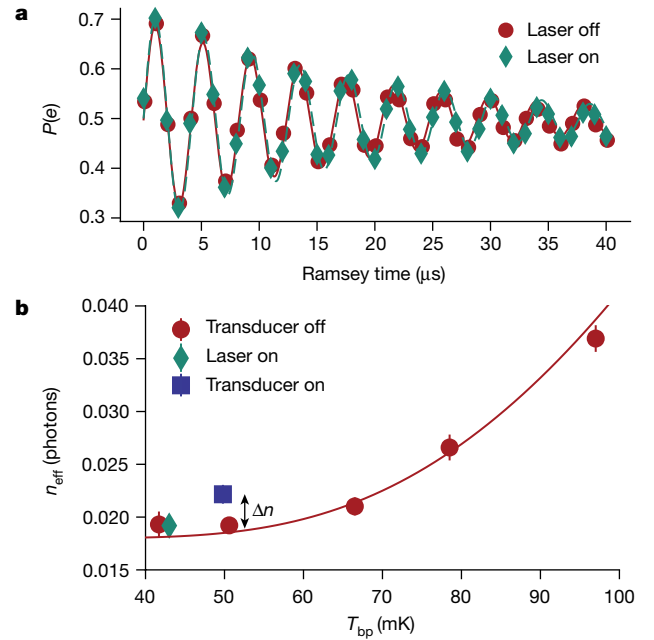 a
0.7
0.6
0.5
0.4
0.3
P(e)
Laser off
Laser on
0 5 10 15 20 25 30 35 40
Ramsey time (μs)
b
0.040
0.035
0.030
0.025
0.020
0.015
n_eff (photons)
Transducer off
Laser on
Transducer on
Δn
40 50 60 70 80 90 100
T_bp (mK)